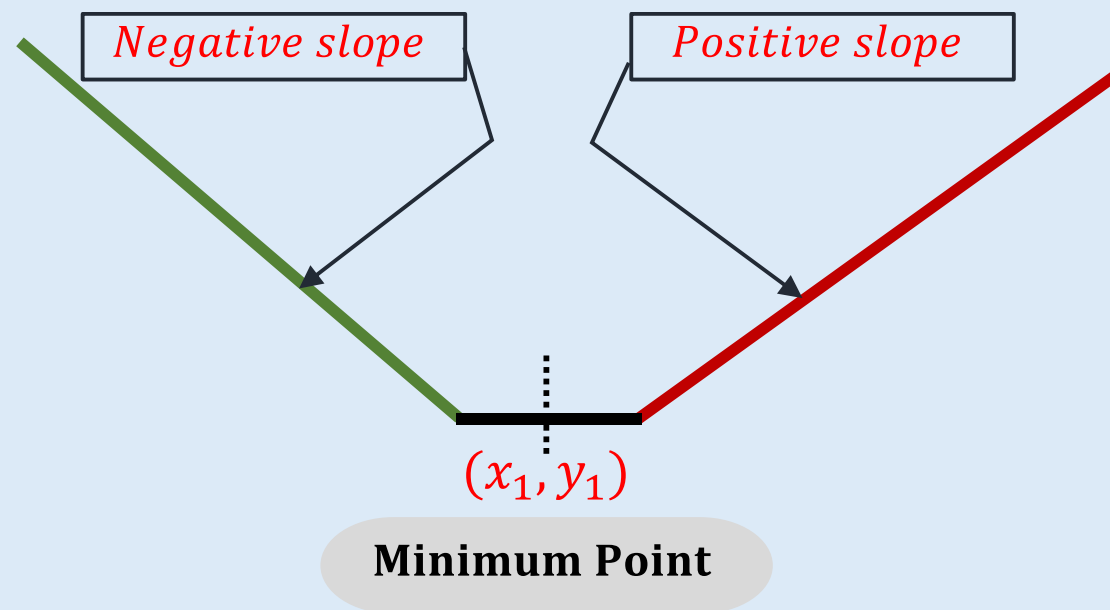 Negative slope
Positive slope
(x₁, y₁)
Minimum Point